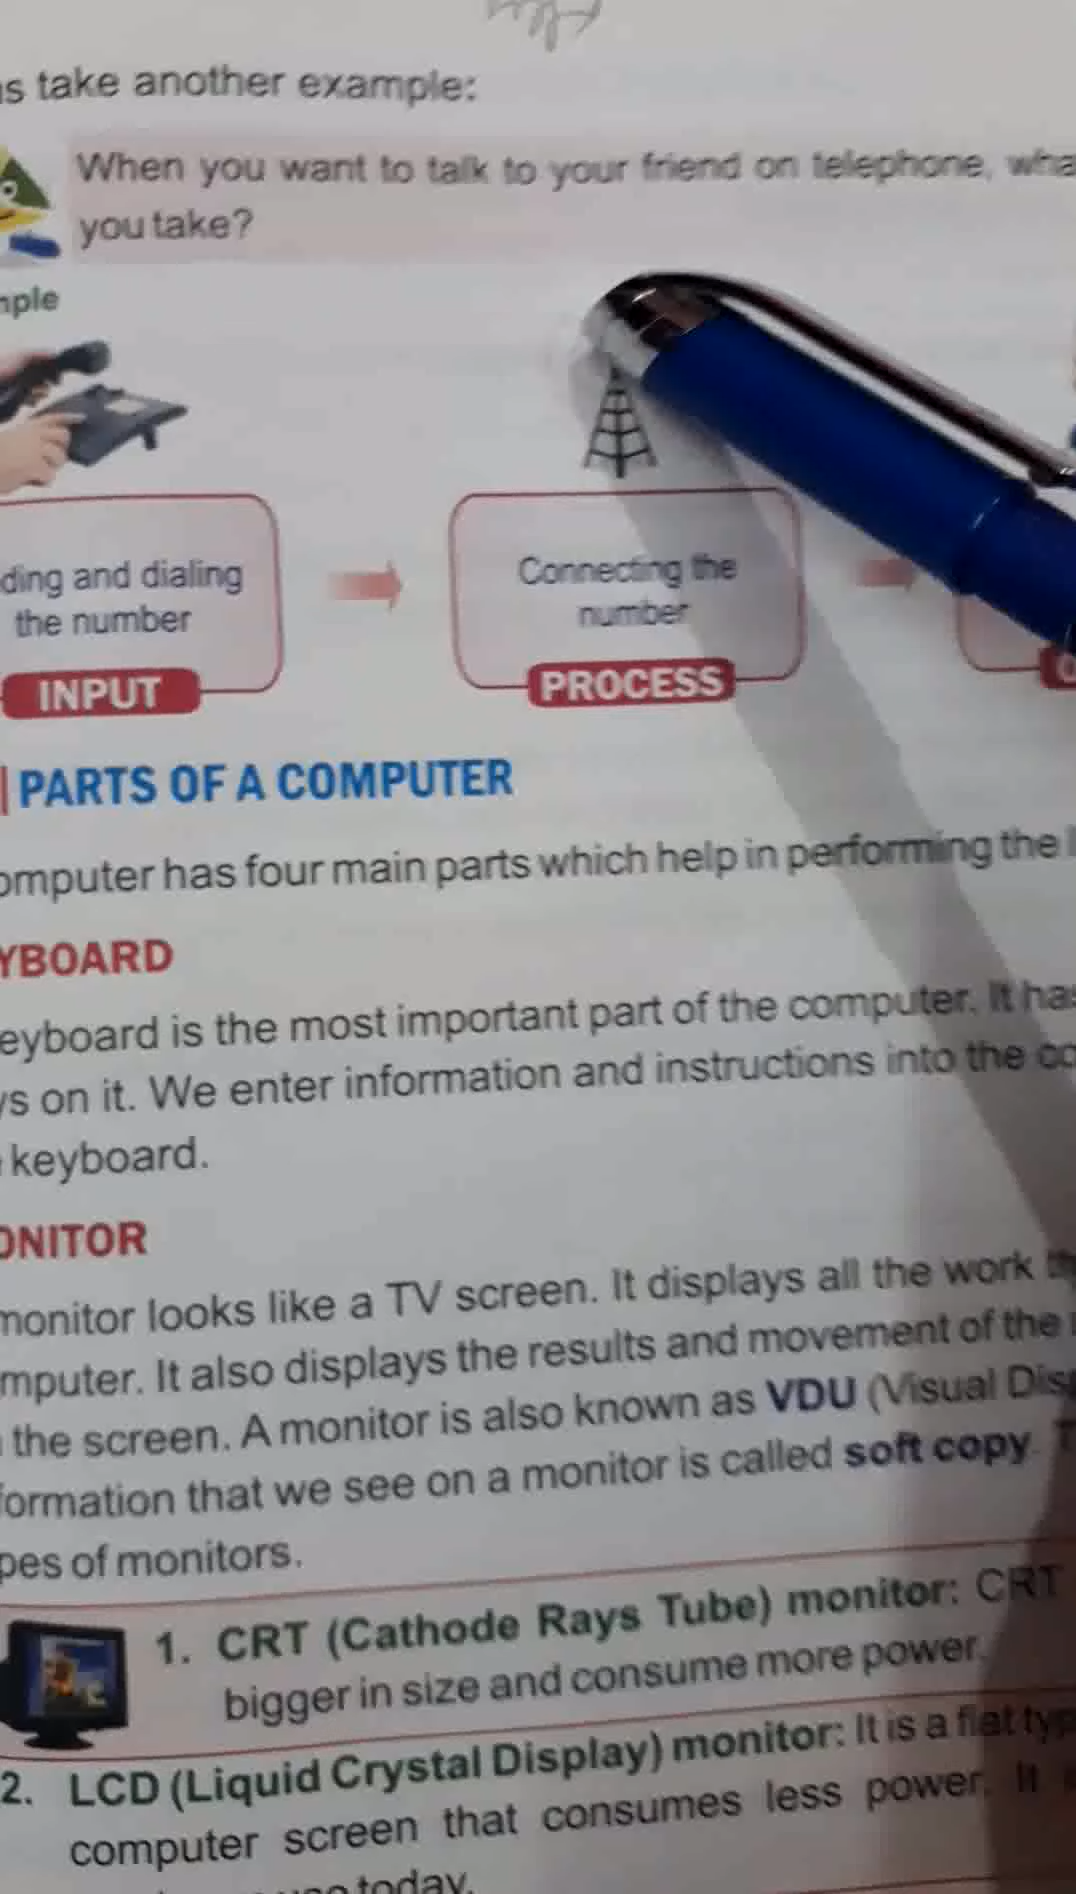 take another example:
When you want to talk to your friend on telephone,
you take?
ding and dialing
the number
INPUT
Connecting the
number
PROCESS
PARTS OF A COMPUTER
omputer has four main parts which help in performing the
YBOARD
eyboard is the most important part of the computer. It has
on it. We enter information and instructions into the co
keyboard.
ONITOR
monitor looks like a TV screen. It displays all the work
mputer. It also displays the results and movement of the
the screen. A monitor is also known as VDU (Visual Disp
formation that we see on a monitor is called soft copy.
pes of monitors.
1. CRT (Cathode Rays Tube) monitor: CRT
bigger in size and consume more power.
2. LCD (Liquid Crystal Display) monitor: It is a flat typ
computer screen that consumes less power. It
today.